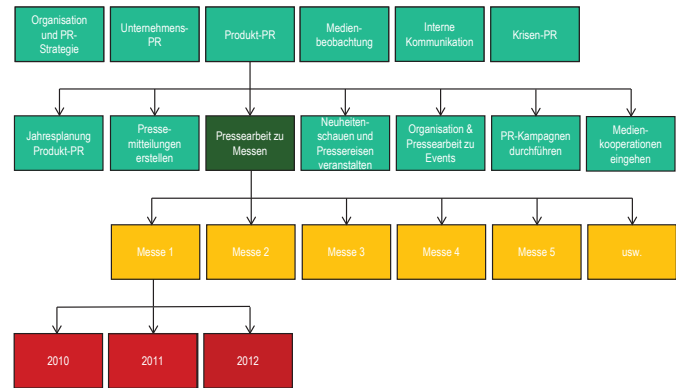 Organisation
und PR-
Strategie
Unternehmens-
PR
Produkt-PR
Medien-
beobachtung
Interne
Kommunikation
Krisen-PR
Jahresplanung
Produkt-PR
Presse-
mitteilungen
erstellen
Pressearbeit zu
Messen
Neuheiten-
schauen und
Pressereisen
veranstalten
Organisation &
Pressearbeit zu
Events
PR-Kampagnen
durchführen
Medien-
kooperationen
eingehen
Messe 1
Messe 2
Messe 3
Messe 4
Messe 5
usw.
2010
2011
2012